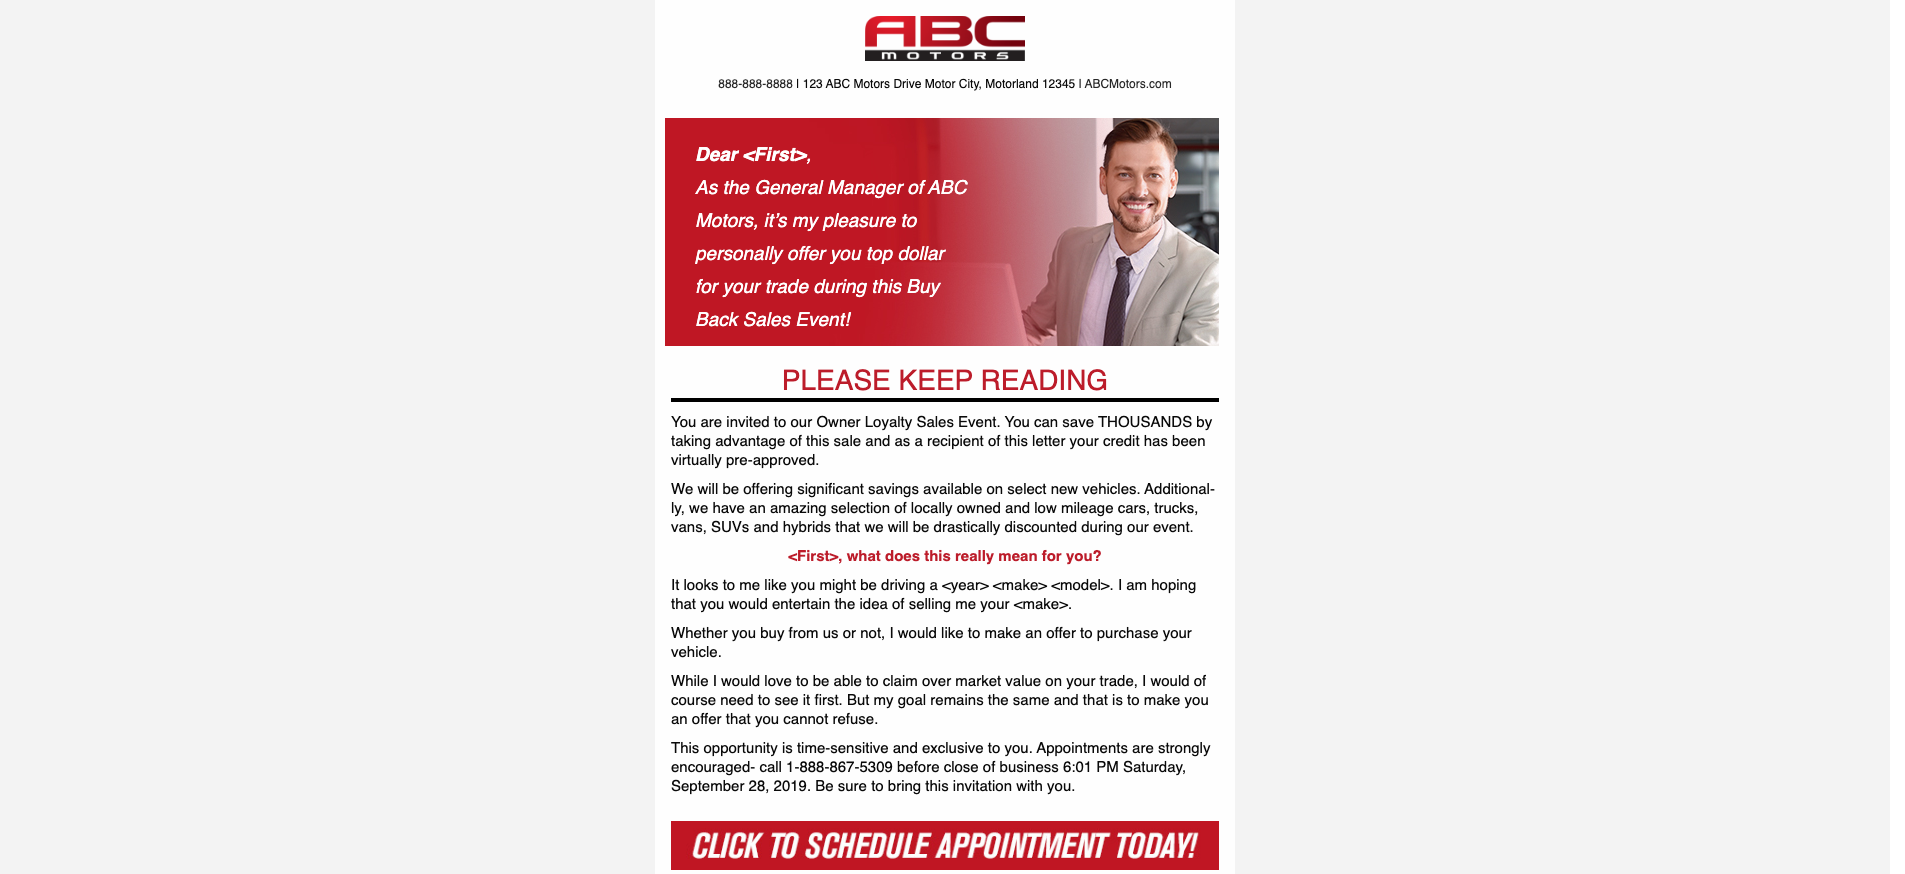 ABC
MOTORS
888-888-8888 | 123 ABC Motors Drive Motor City, Motorland 12345 | ABCMotors.com
Dear <First>,
As the General Manager of ABC
Motors, it's my pleasure to
personally offer you top dollar
for your trade during this Buy
Back Sales Event!
PLEASE KEEP READING
You are invited to our Owner Loyalty Sales Event. You can save THOUSANDS by
taking advantage of this sale and as a recipient of this letter your credit has been
virtually pre-approved.
We will be offering significant savings available on select new vehicles. Additional-
ly, we have an amazing selection of locally owned and low mileage cars, trucks,
vans, SUVs and hybrids that we will be drastically discounted during our event.
<First>, what does this really mean for you?
It looks to me like you might be driving a <year> <make> <model>. I am hoping
that you would entertain the idea of selling me your <make>.
Whether you buy from us or not, I would like to make an offer to purchase your
vehicle.
While I would love to be able to claim over market value on your trade, I would of
course need to see it first. But my goal remains the same and that is to make you
an offer that you cannot refuse.
This opportunity is time-sensitive and exclusive to you. Appointments are strongly
encouraged- call 1-888-867-5309 before close of business 6:01 PM Saturday,
September 28, 2019. Be sure to bring this invitation with you.
CLICK TO SCHEDULE APPOINTMENT TODAY!